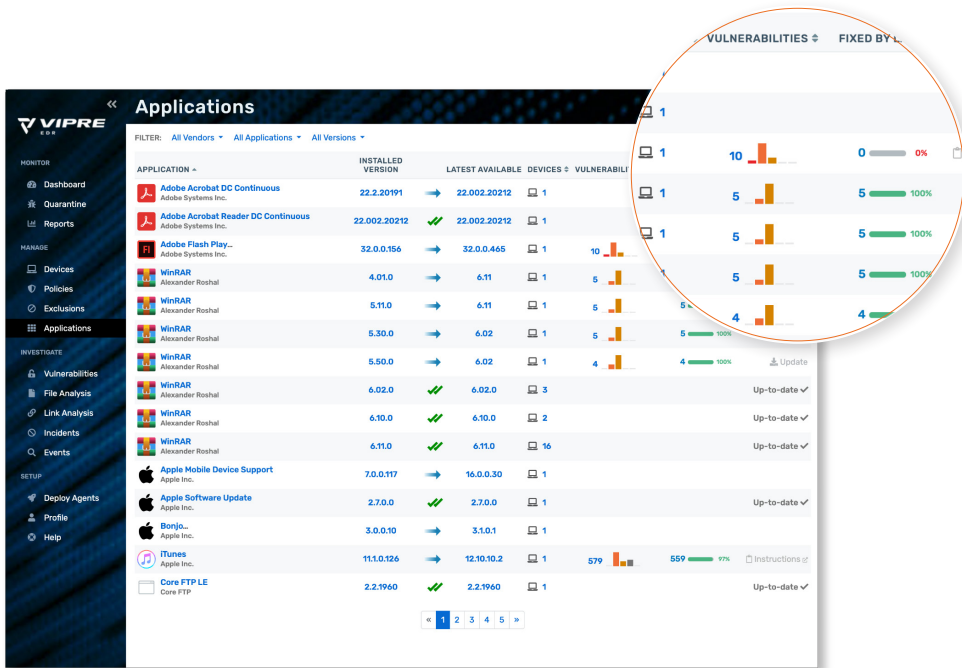 VULNERABILITIES FIXED BY
1
1 10 0 0%
1 5 5 100%
1 5 5 100%
1 5 5 100%
4 4
VIPRE
EDR
MONITOR
Dashboard
Quarantine
Reports
MANAGE
Devices
Policies
Exclusions
Applications
INVESTIGATE
Vulnerabilities
File Analysis
Link Analysis
Incidents
Events
SETUP
Deploy Agents
Profile
Help
Applications
FILTER: All Vendors All Applications All Versions
APPLICATION INSTALLED VERSION LATEST AVAILABLE DEVICES VULNERABILI
Adobe Acrobat DC Continuous 22.2.20191 22.002.20212 1
Adobe Systems Inc.
Adobe Acrobat Reader DC Continuous 22.002.20212 22.002.20212 1
Adobe Systems Inc.
Adobe Flash Play... 32.0.0.156 32.0.0.465 1 10
Adobe Systems Inc.
WinRAR 4.01.0 6.11 1 5
Alexander Roshal
WinRAR 5.11.0 6.11 1 5 5
Alexander Roshal
WinRAR 5.30.0 6.02 1 5 5 100%
Alexander Roshal
WinRAR 5.50.0 6.02 1 4 4 100% Update
Alexander Roshal
WinRAR 6.02.0 6.02.0 3 Up-to-date
Alexander Roshal
WinRAR 6.10.0 6.10.0 2 Up-to-date
Alexander Roshal
WinRAR 6.11.0 6.11.0 16 Up-to-date
Alexander Roshal
Apple Mobile Device Support 7.0.0.117 16.0.0.30 1
Apple Inc.
Apple Software Update 2.7.0.0 2.7.0.0 1 Up-to-date
Apple Inc.
Bonjo... 3.0.0.10 3.1.0.1 1
Apple Inc.
iTunes 11.1.0.126 12.10.10.2 1 579 559 97% Instructions
Apple Inc.
Core FTP LE 2.2.1960 2.2.1960 1 Up-to-date
Core FTP
« 1 2 3 4 5 »